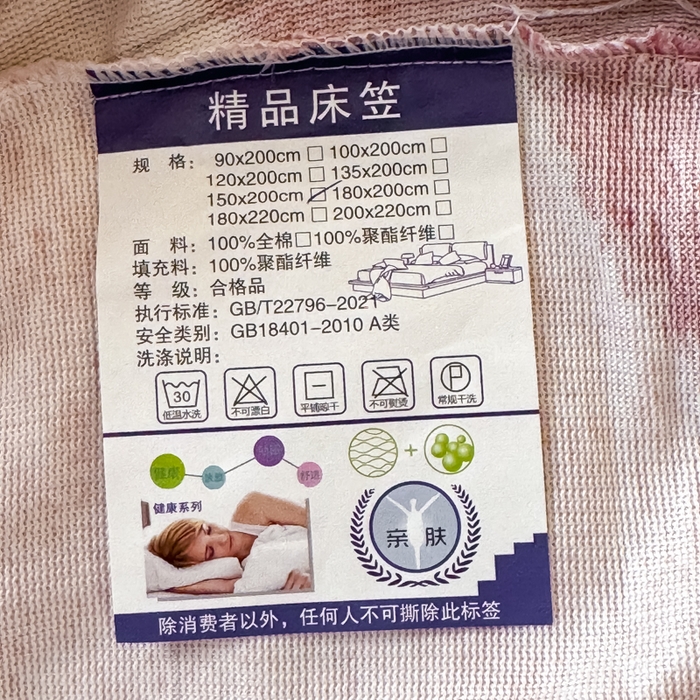 精品床笠
规 格： 90x200cm □ 100x200cm □
120x200cm □ 135x200cm □
150x200cm ☑ 180x200cm □
180x220cm □ 200x220cm □
面 料： 100%全棉□100%聚酯纤维□
填充料： 100%聚酯纤维
等 级： 合格品
执行标准： GB/T22796-2021
安全类别： GB18401-2010 A类
洗涤说明：
30
P
低温水洗 不可漂白 平铺晾干 不可熨烫 常规干洗
健康
舒适
+
健康系列
亲肤
除消费者以外，任何人不可撕除此标签